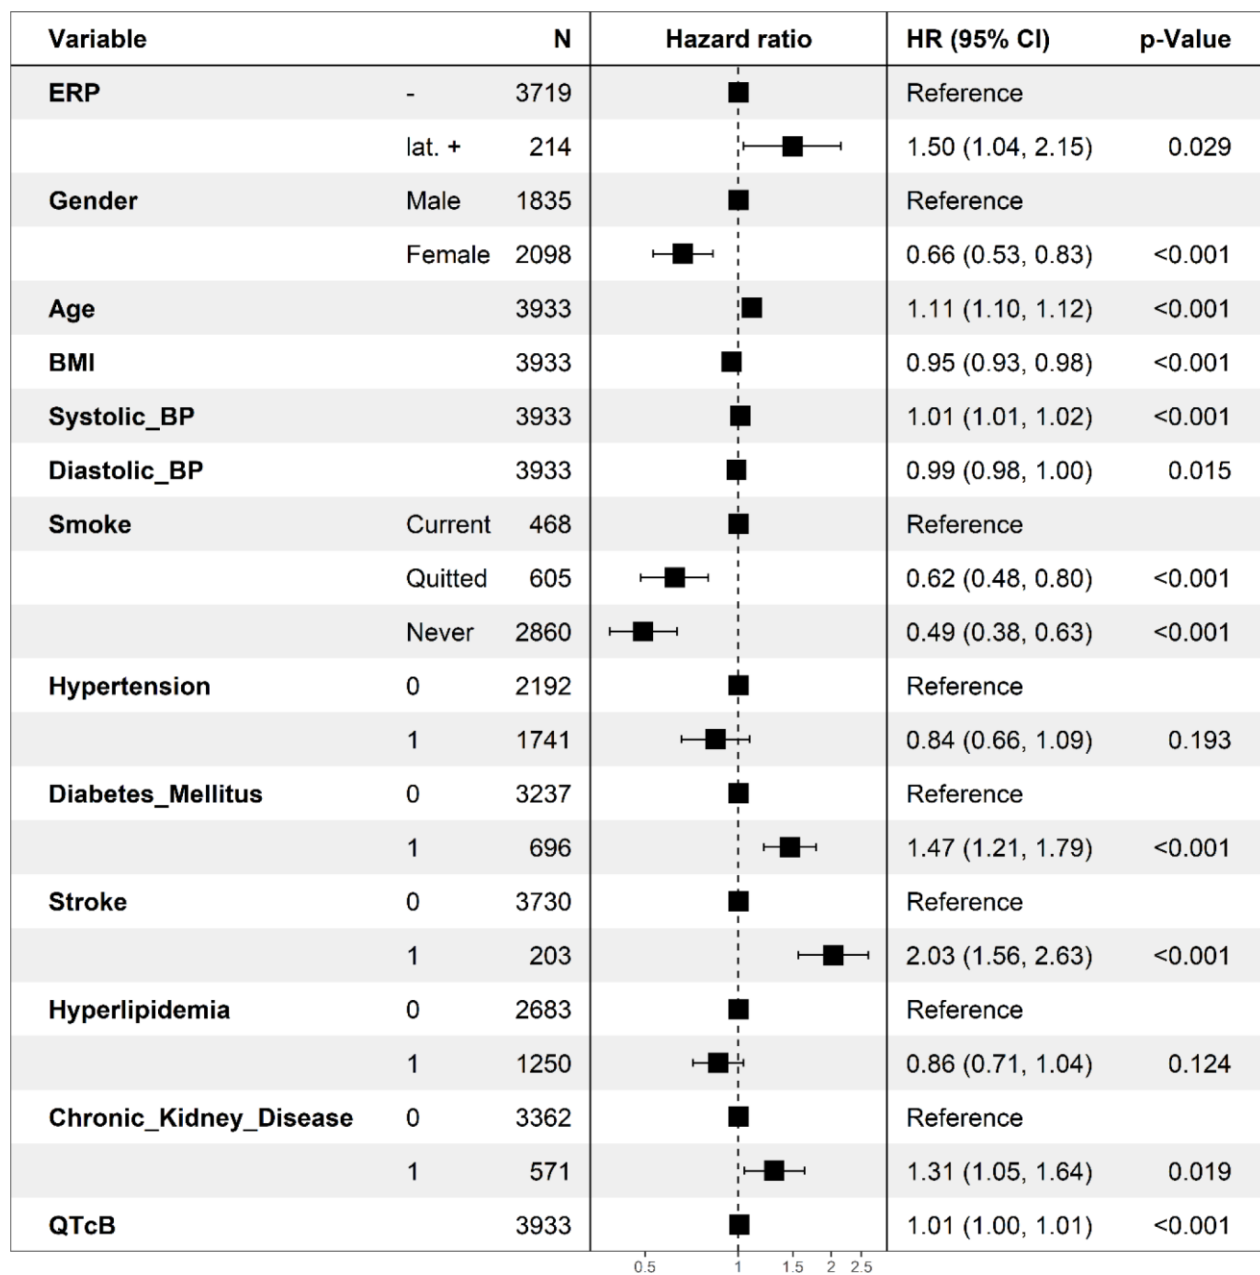 Variable N Hazard ratio HR (95% CI) p-Value
ERP - 3719 Reference
lat. + 214 1.50 (1.04, 2.15) 0.029
Gender Male 1835 Reference
Female 2098 0.66 (0.53, 0.83) <0.001
Age 3933 1.11 (1.10, 1.12) <0.001
BMI 3933 0.95 (0.93, 0.98) <0.001
Systolic_BP 3933 1.01 (1.01, 1.02) <0.001
Diastolic_BP 3933 0.99 (0.98, 1.00) 0.015
Smoke Current 468 Reference
Quitted 605 0.62 (0.48, 0.80) <0.001
Never 2860 0.49 (0.38, 0.63) <0.001
Hypertension 0 2192 Reference
1 1741 0.84 (0.66, 1.09) 0.193
Diabetes_Mellitus 0 3237 Reference
1 696 1.47 (1.21, 1.79) <0.001
Stroke 0 3730 Reference
1 203 2.03 (1.56, 2.63) <0.001
Hyperlipidemia 0 2683 Reference
1 1250 0.86 (0.71, 1.04) 0.124
Chronic_Kidney_Disease 0 3362 Reference
1 571 1.31 (1.05, 1.64) 0.019
QTcB 3933 1.01 (1.00, 1.01) <0.001
0.5 1 1.5 2 2.5